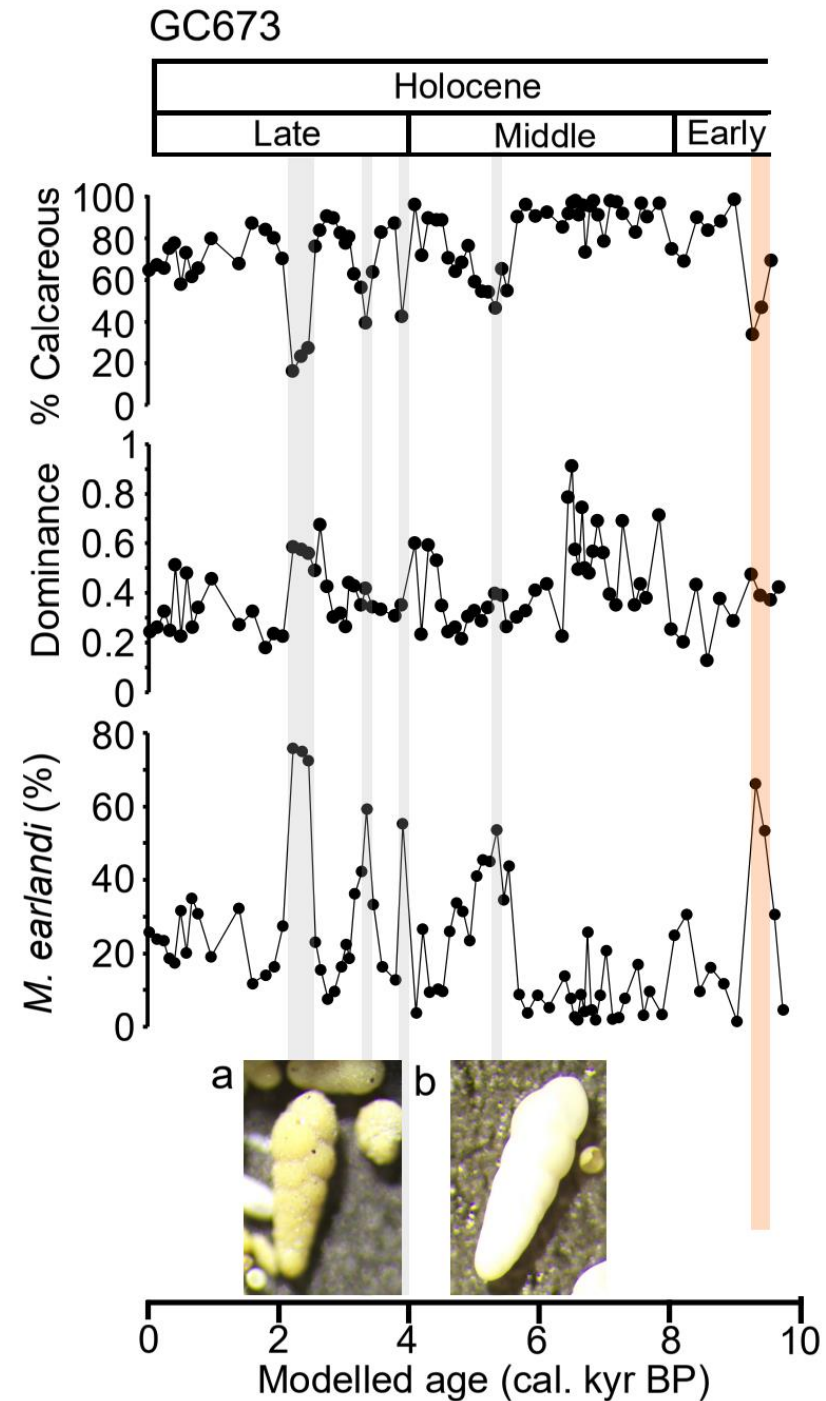 GC673
Holocene
Late Middle Early
% Calcareous
100
80
60
40
20
0
Dominance
1
0.8
0.6
0.4
0.2
0
M. earlandi (%)
80
60
40
20
0
a b
0 2 4 6 8 10
Modelled age (cal. kyr BP)